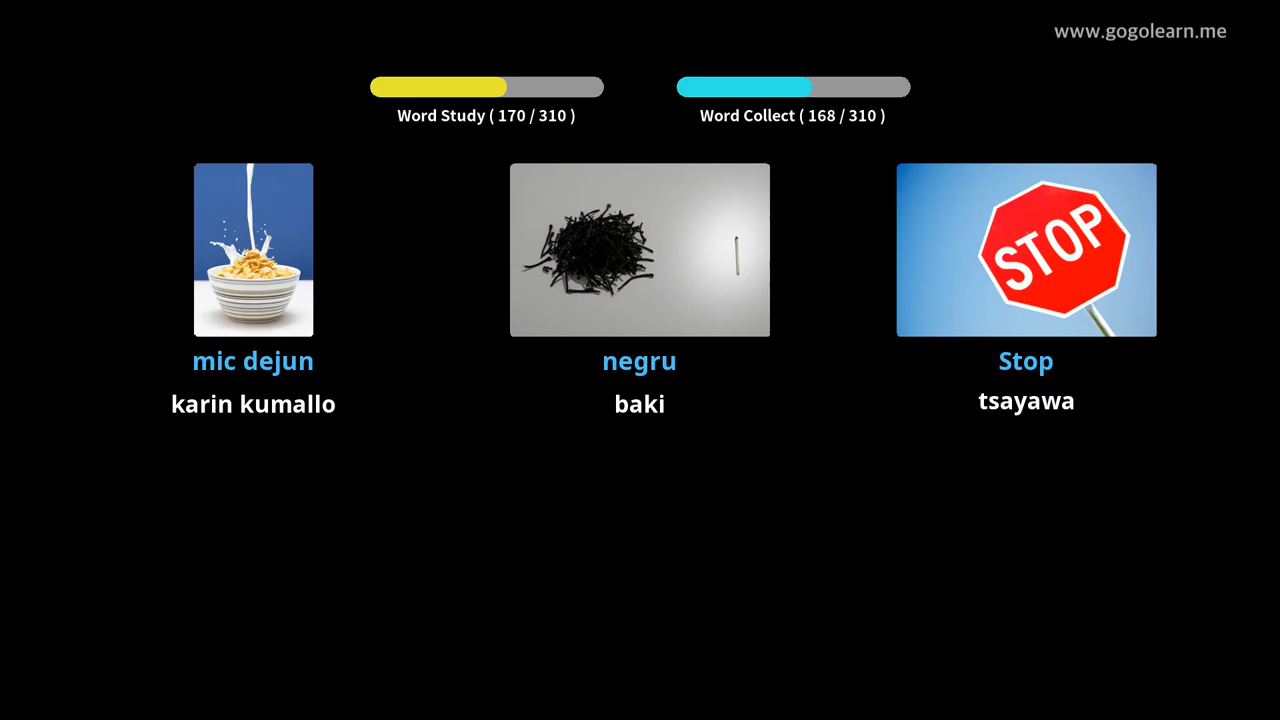 www.gogolearn.me
Word Study ( 170 / 310 )
Word Collect ( 168 / 310 )
STOP
mic dejun
negru
Stop
karin kumallo
baki
tsayawa